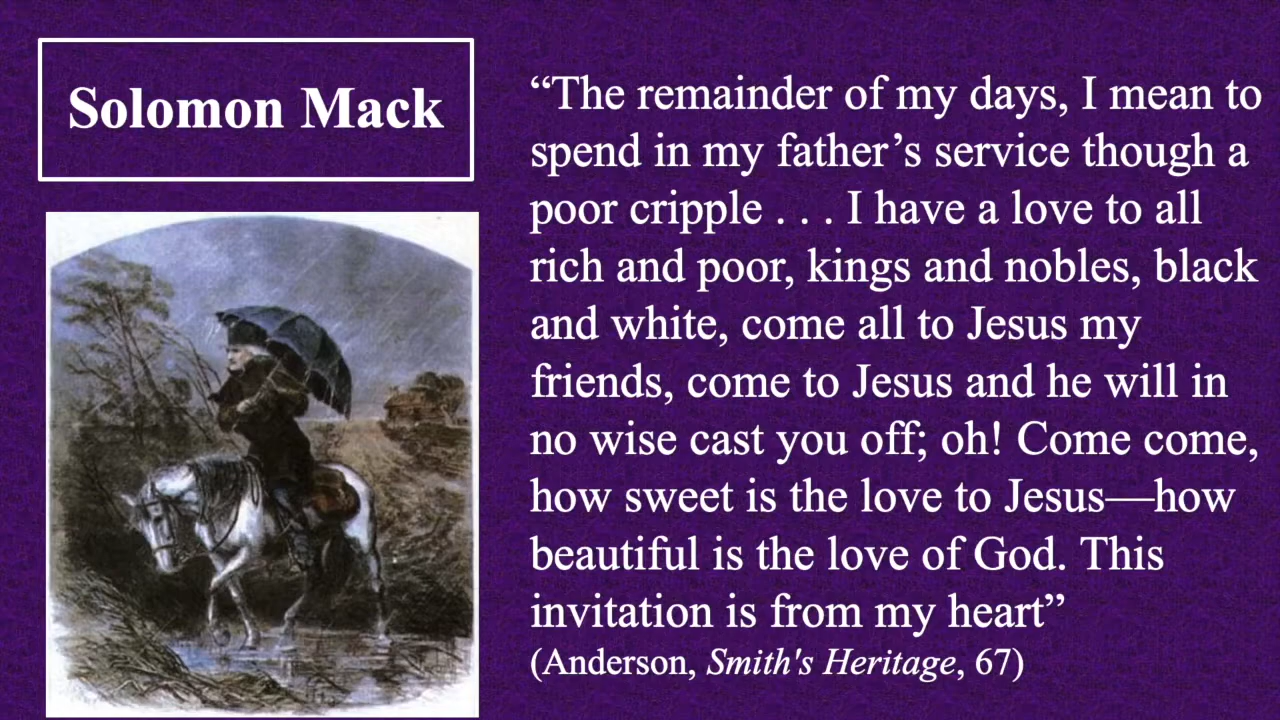 Solomon Mack
“The remainder of my days, I mean to
spend in my father’s service though a
poor cripple . . . I have a love to all
rich and poor, kings and nobles, black
and white, come all to Jesus my
friends, come to Jesus and he will in
no wise cast you off; oh! Come come,
how sweet is the love to Jesus—how
beautiful is the love of God. This
invitation is from my heart”
(Anderson, Smith's Heritage, 67)